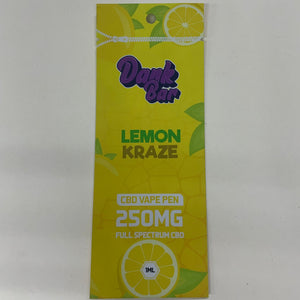 Dank
Bar
LEMON
KRAZE
CBD VAPE PEN
250MG
FULL SPECTRUM CBD
1ML